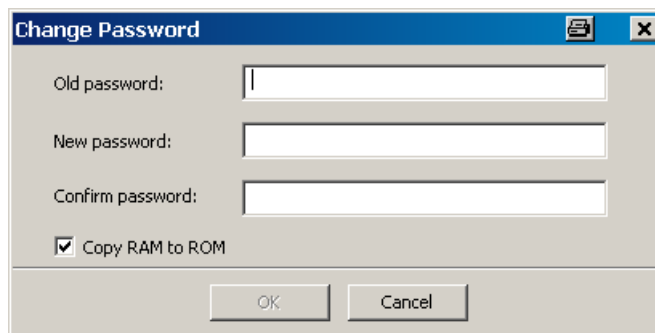 Change Password
Old password:
New password:
Confirm password:
Copy RAM to ROM
OK Cancel